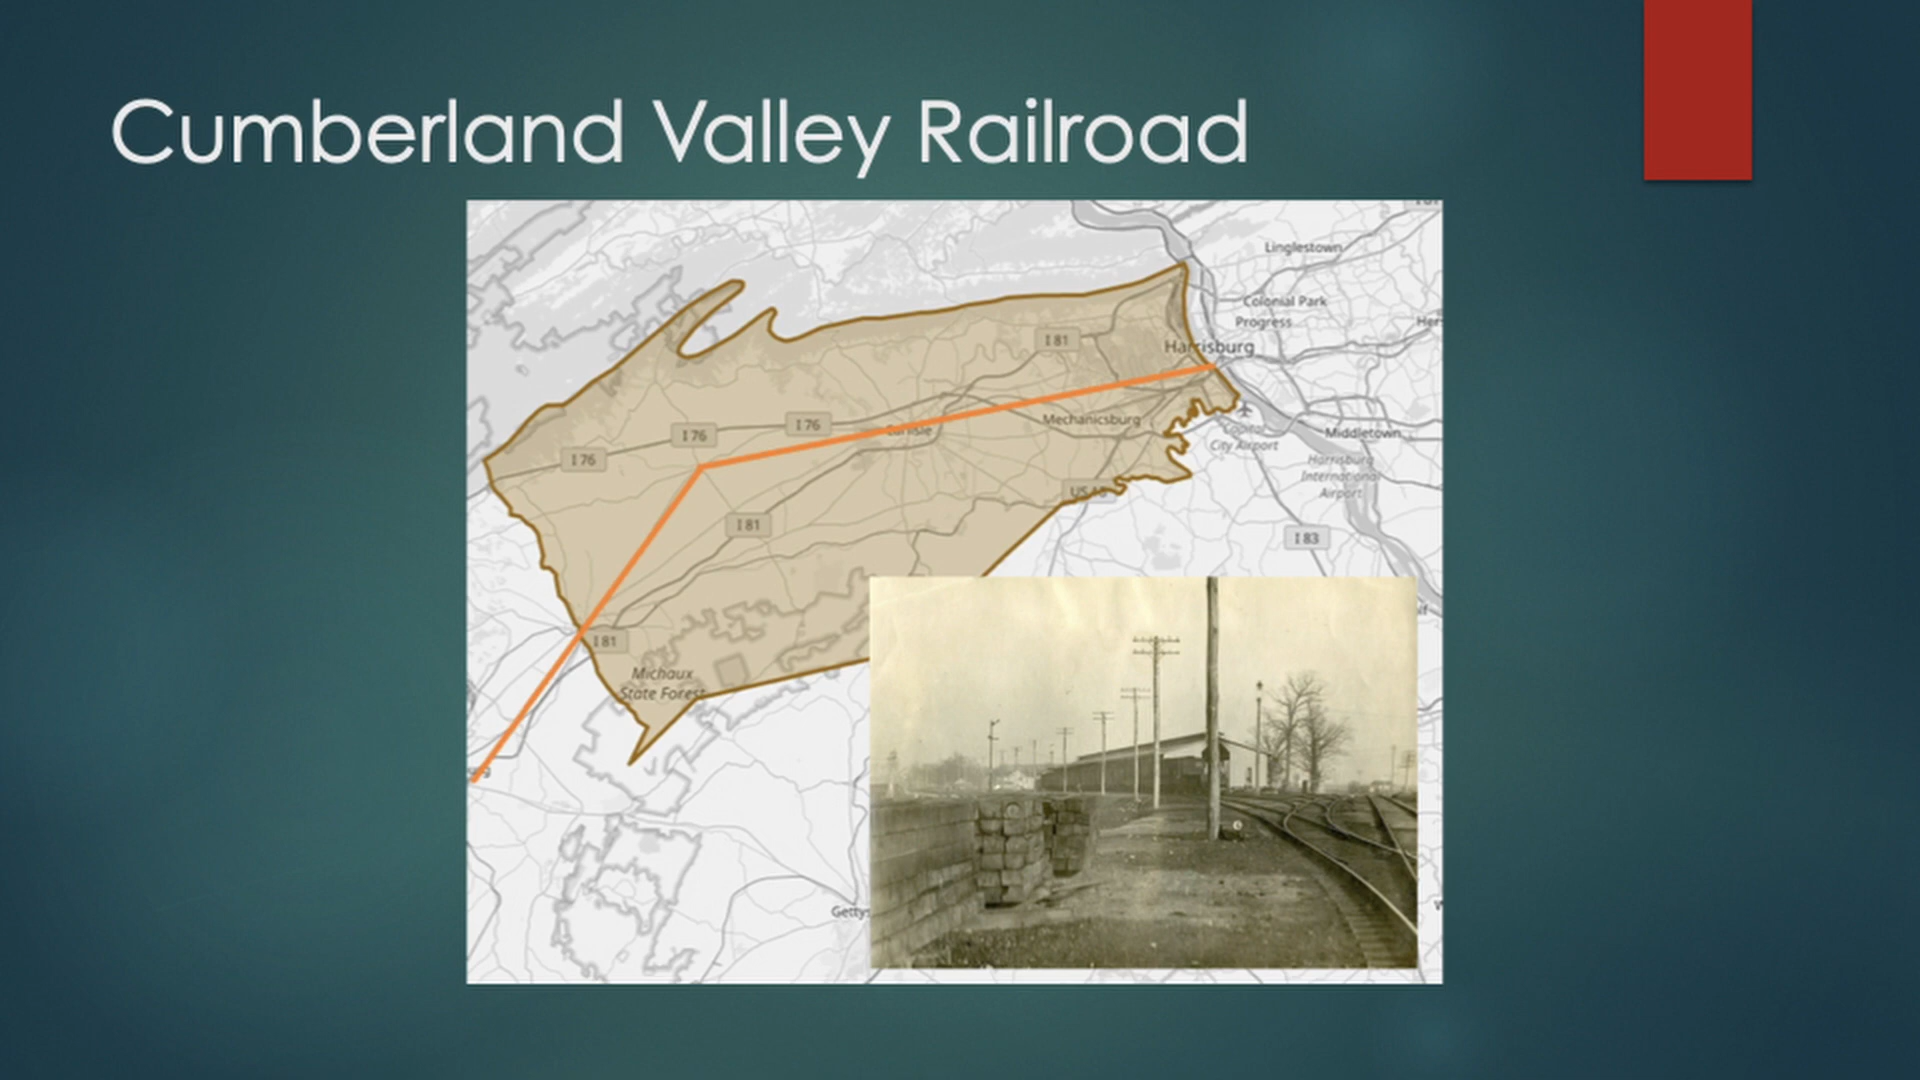 Cumberland Valley Railroad
Linglestown
Colonial Park
Progress
I 81
Harrisburg
Mechanicsburg
I 76
I 76
I 76
Carlisle
Capital
City Airport
Middletown
Harrisburg
International
Airport
I 81
I 83
I 81
Michaux
State Forest